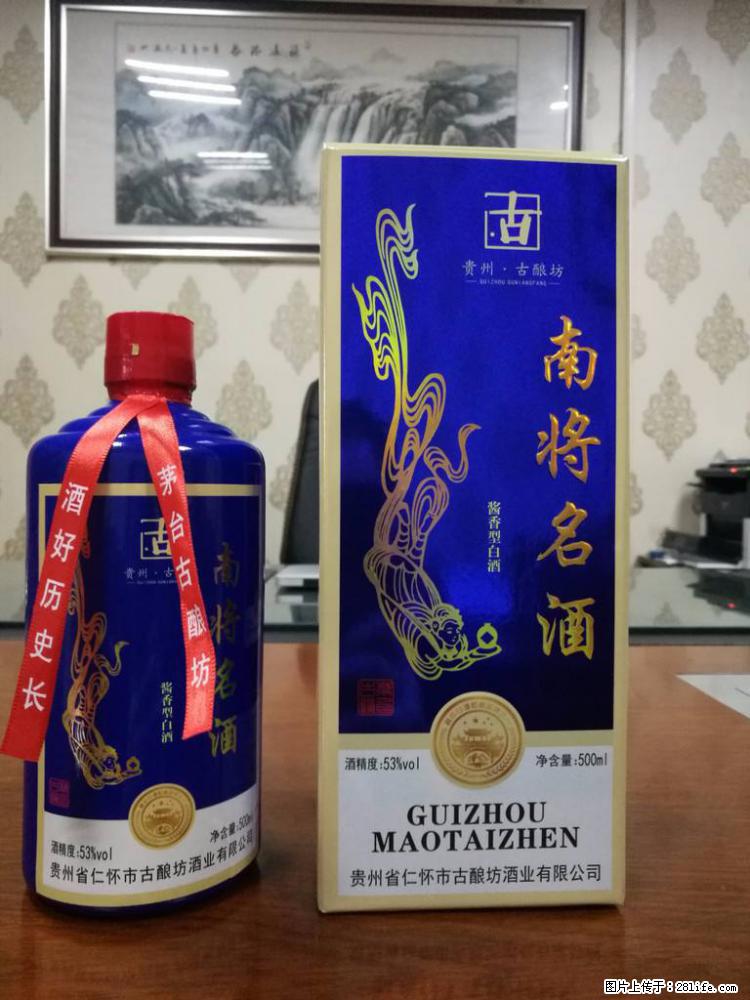 古
贵州·古酿坊
GUIZHOU GUNIANGFANG
南将名酒
酱香型白酒
酒精度:53%vol
净含量:500ml
GUIZHOU
MAOTAIZHEN
贵州省仁怀市古酿坊酒业有限公司
酒好历史长
茅台古酿坊
古
贵州·古
南将名酒
酱香型白酒
酒精度:53%vol
净含量:500ml
贵州省仁怀市古酿坊酒业有限公司
图片上传于:281life.com